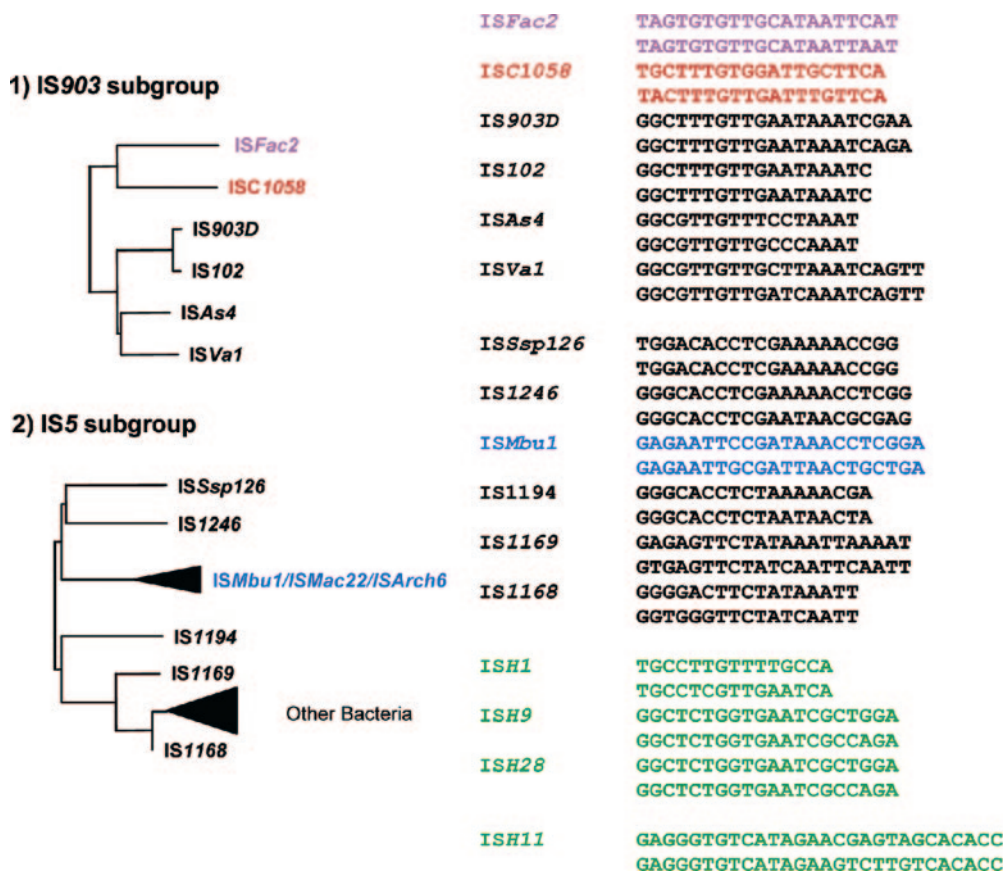 1) IS903 subgroup
ISFac2
ISC1058
IS903D
IS102
ISAs4
ISVa1
2) IS5 subgroup
ISSsp126
IS1246
ISMbu1/ISMac22/ISArch6
IS1194
IS1169
Other Bacteria
IS1168
ISFac2 TAGTGTGTTGCATAATTCAT
TAGTGTGTTGCATAATTAAT
ISC1058 TGCTTTGTGGATTGCTTCA
TACTTTGTTGATTTGTTCA
IS903D GGCTTTGTTGAATAAATCGAA
GGCTTTGTTGAATAAATCAGA
IS102 GGCTTTGTTGAATAAATC
GGCTTTGTTGAATAAATC
ISAs4 GGCGTTGTTTCCTAAAT
GGCGTTGTTGCCCAAAT
ISVa1 GGCGTTGTTGCTTAAATCAGTT
GGCGTTGTTGATCAAATCAGTT
ISSsp126 TGGACACCTCGAAAAACCGG
TGGACACCTCGAAAAACCGG
IS1246 GGGCACCTCGAAAAACCTCGG
GGGCACCTCGAATAACGCGAG
ISMbu1 GAGAATTCCGATAAACCTCGGA
GAGAATTGCGATTAACTGCTGA
IS1194 GGGCACCTCTAAAAACGA
GGGCACCTCTAATAACTA
IS1169 GAGAGTTCTATAAATTAAAAT
GTGAGTTCTATCAATTCAATT
IS1168 GGGGACTTCTATAAATT
GGTGGGTTCTATCAATT
ISH1 TGCCTTGTTTTGCCA
TGCCTCGTTGAATCA
ISH9 GGCTCTGGTGAATCGCTGGA
GGCTCTGGTGAATCGCCAGA
ISH28 GGCTCTGGTGAATCGCTGGA
GGCTCTGGTGAATCGCCAGA
ISH11 GAGGGTGTCATAGAACGAGTAGCACACC
GAGGGTGTCATAGAAGTCTTGTCACACC